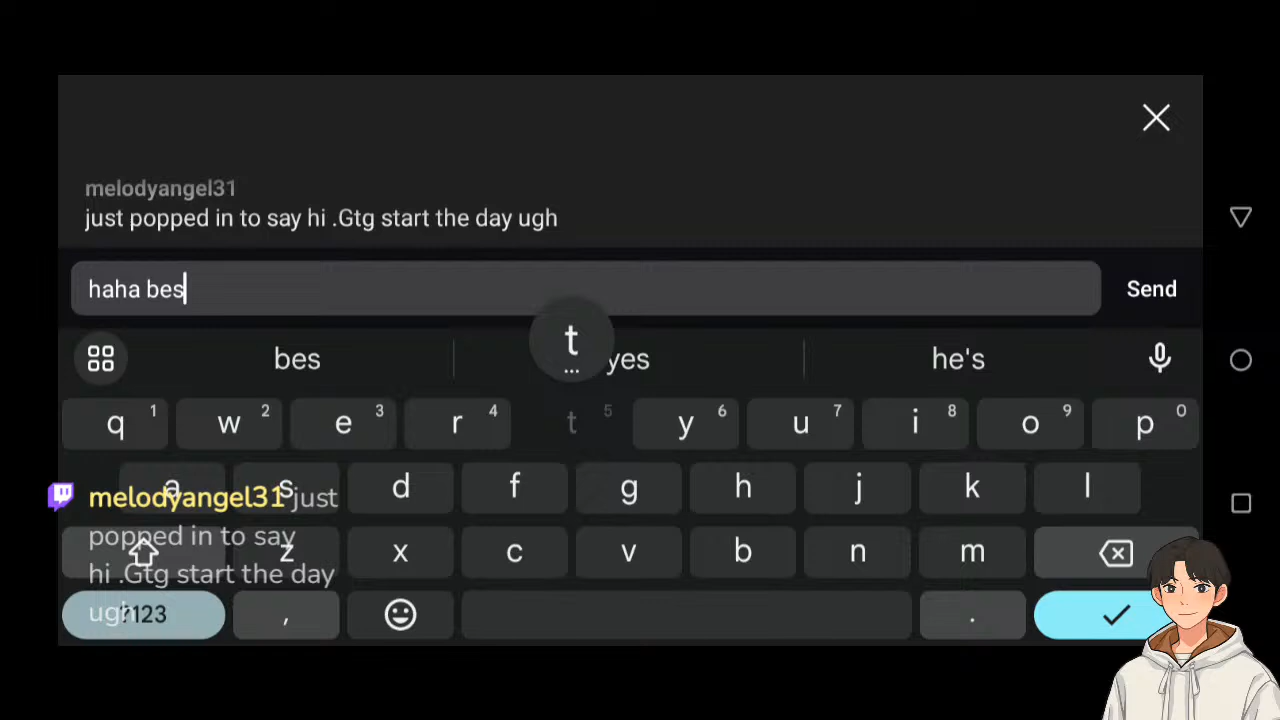 melodyangel31
just popped in to say hi .Gtg start the day ugh
haha bes
Send
t
...
bes
yes
he's
q 1 w 2 e 3 r 4 t 5 y 6 u 7 i 8 o 9 p 0
a s d f g h j k l
z x c v b n m
?123 , .
melodyangel31 just
popped in to say
hi .Gtg start the day
ugh